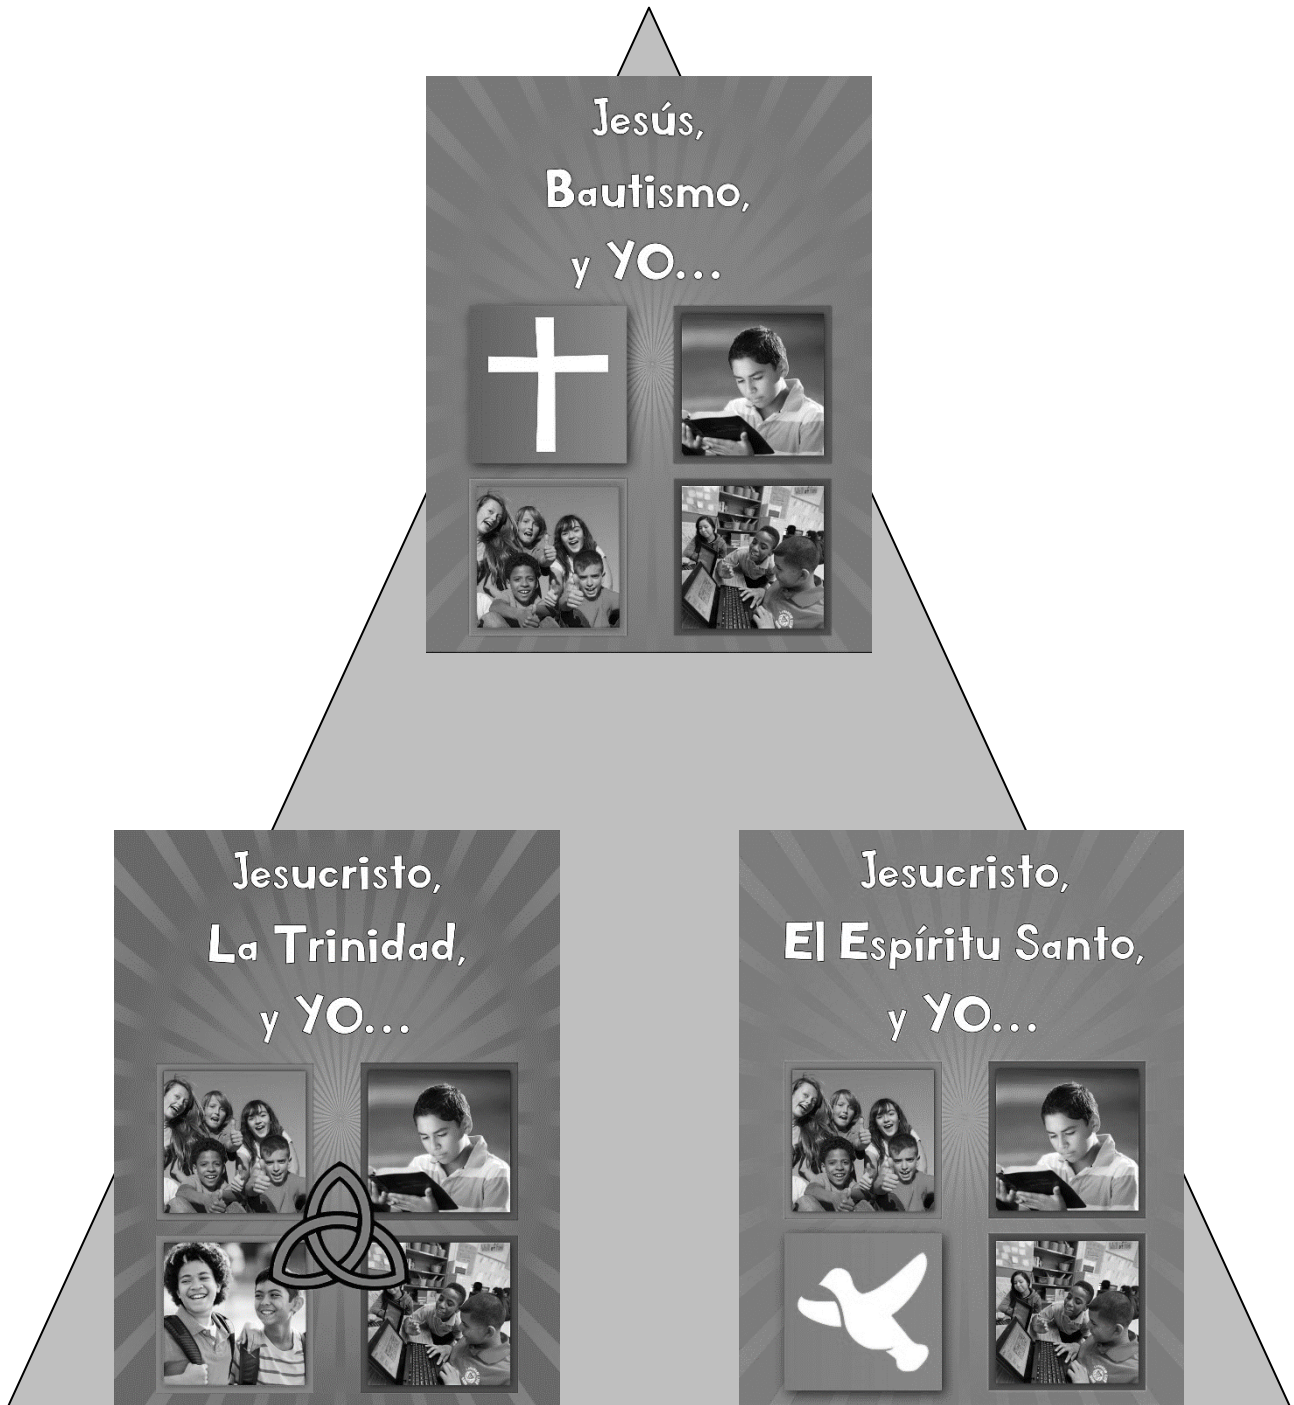 Jesús,
Bautismo,
y YO...
Jesucristo,
La Trinidad,
y YO...
Jesucristo,
El Espíritu Santo,
y YO...